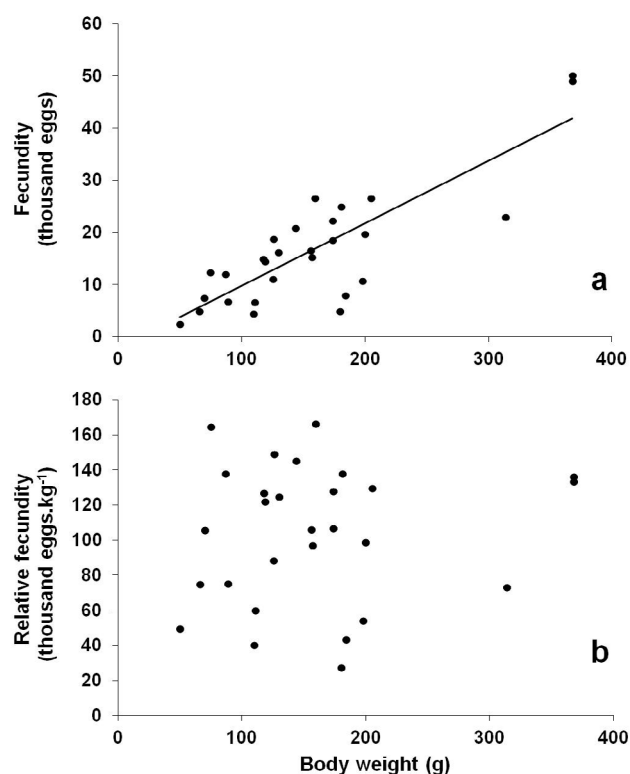 60
50
40
30
20
10
0
0 100 200 300 400
Fecundity
(thousand eggs)
a
180
160
140
120
100
80
60
40
20
0
0 100 200 300 400
Relative fecundity
(thousand eggs.kg⁻¹)
b
Body weight (g)